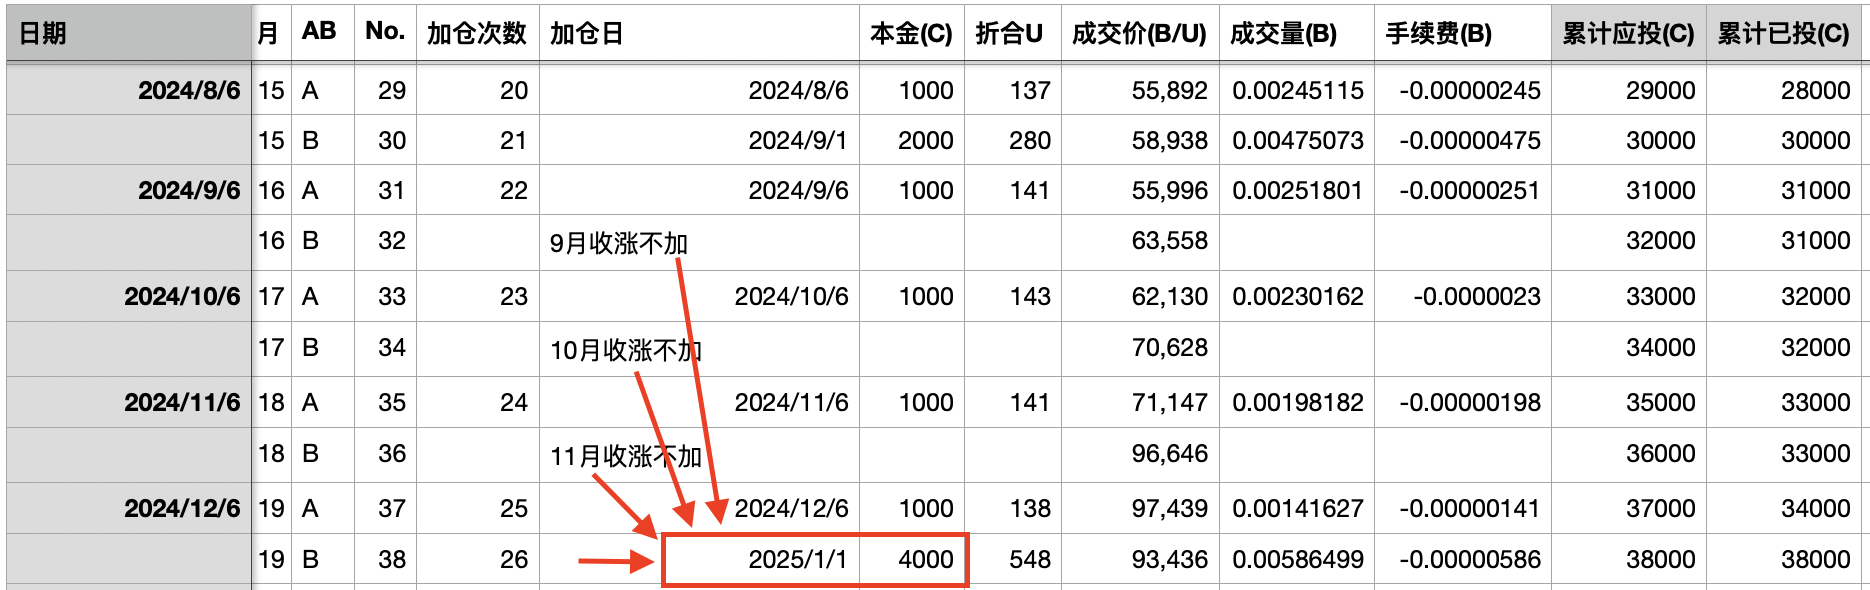 日期 月 AB No. 加仓次数 加仓日 本金(C) 折合U 成交价(B/U) 成交量(B) 手续费(B) 累计应投(C) 累计已投(C)
2024/8/6 15 A 29 20 2024/8/6 1000 137 55,892 0.00245115 -0.00000245 29000 28000
15 B 30 21 2024/9/1 2000 280 58,938 0.00475073 -0.00000475 30000 30000
2024/9/6 16 A 31 22 2024/9/6 1000 141 55,996 0.00251801 -0.00000251 31000 31000
16 B 32 9月收涨不加 63,558 32000 31000
2024/10/6 17 A 33 23 2024/10/6 1000 143 62,130 0.00230162 -0.0000023 33000 32000
17 B 34 10月收涨不加 70,628 34000 32000
2024/11/6 18 A 35 24 2024/11/6 1000 141 71,147 0.00198182 -0.00000198 35000 33000
18 B 36 11月收涨不加 96,646 36000 33000
2024/12/6 19 A 37 25 2024/12/6 1000 138 97,439 0.00141627 -0.00000141 37000 34000
19 B 38 26 2025/1/1 4000 548 93,436 0.00586499 -0.00000586 38000 38000